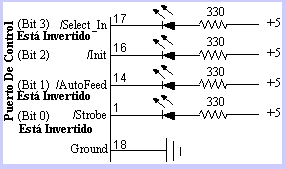 Puerto De Control
17 330
(Bit 3) /Select_In +5
Está Invertido
16 330
(Bit 2) /Init +5
14 330
(Bit 1) /AutoFeed +5
Está Invertido
1 330
(Bit 0) /Strobe +5
Está Invertido
Ground 18